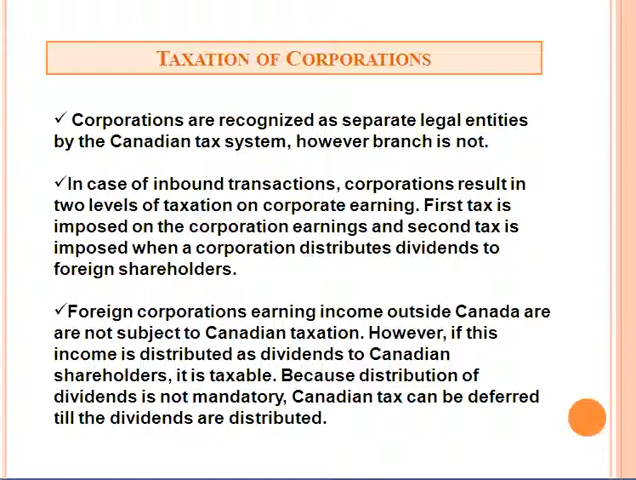 TAXATION OF CORPORATIONS
✓ Corporations are recognized as separate legal entities
by the Canadian tax system, however branch is not.
✓In case of inbound transactions, corporations result in
two levels of taxation on corporate earning. First tax is
imposed on the corporation earnings and second tax is
imposed when a corporation distributes dividends to
foreign shareholders.
✓Foreign corporations earning income outside Canada are
are not subject to Canadian taxation. However, if this
income is distributed as dividends to Canadian
shareholders, it is taxable. Because distribution of
dividends is not mandatory, Canadian tax can be deferred
till the dividends are distributed.